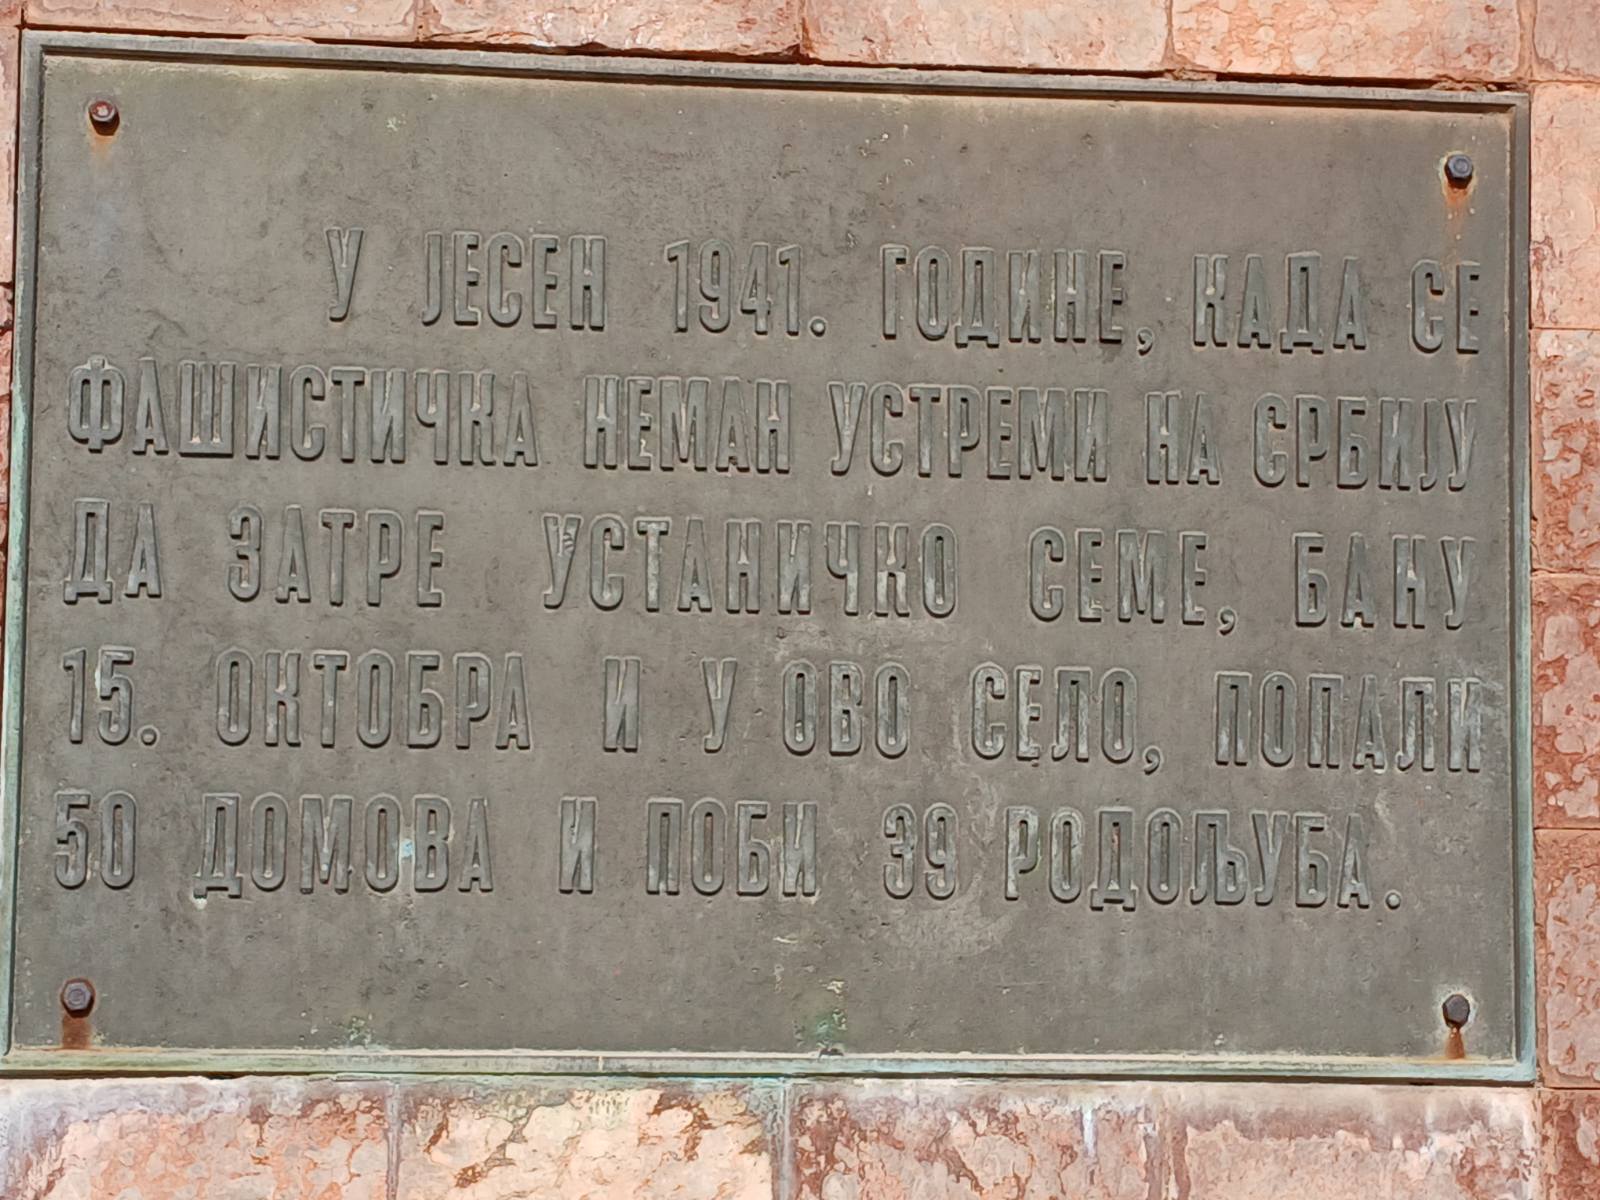 У ЈЕСЕН 1941. ГОДИНЕ, КАДА СЕ
ФАШИСТИЧКА НЕМАН УСТРЕМИ НА СРБИЈУ
ДА ЗАТРЕ УСТАНИЧКО СЕМЕ, БАНУ
15. ОКТОБРА И У ОВО СЕЛО, ПОПАЛИ
50 ДОМОВА И ПОБИ 39 РОДОЉУБА.